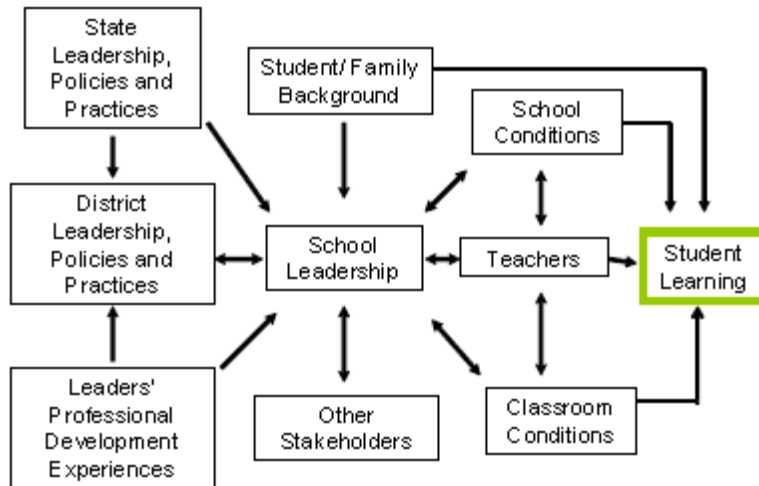 State
Leadership,
Policies and
Practices
Student/ Family
Background
School
Conditions
District
Leadership,
Policies and
Practices
School
Leadership
Teachers
Student
Learning
Leaders'
Professional
Development
Experiences
Other
Stakeholders
Classroom
Conditions